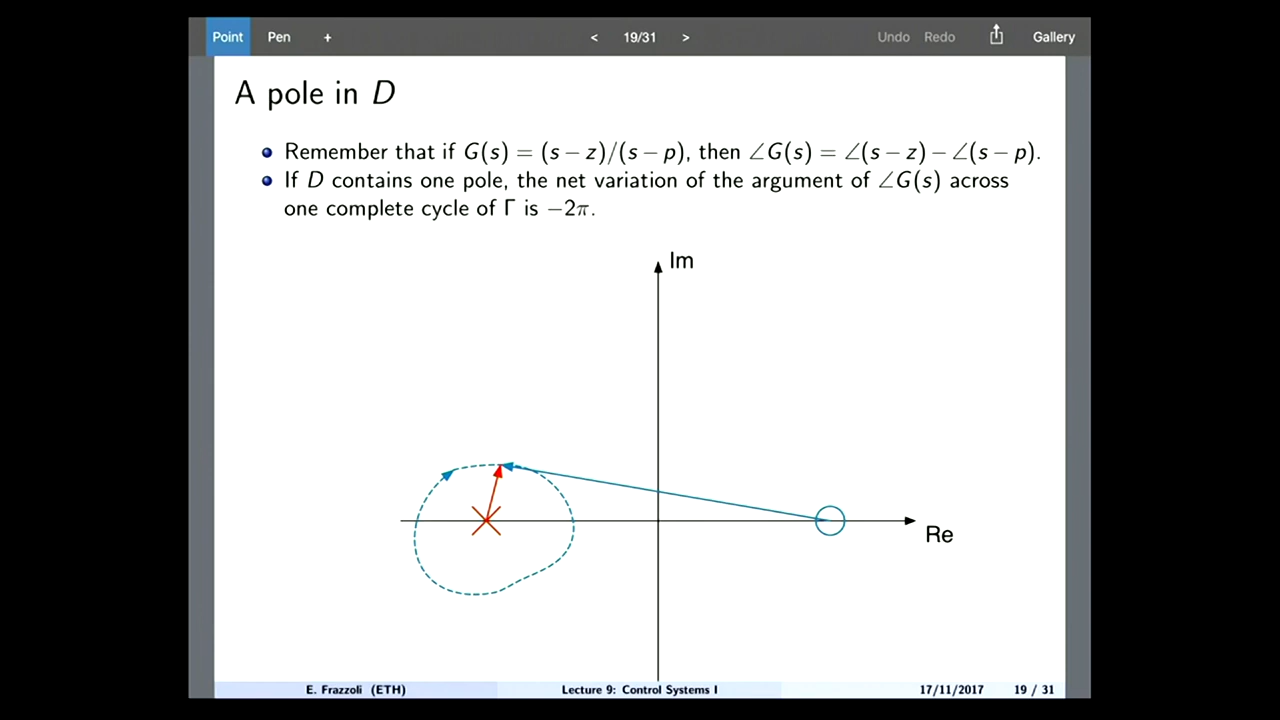 Point Pen + < 19/31 > Undo Redo Gallery
A pole in D
Remember that if G(s) = (s − z)/(s − p), then ∠G(s) = ∠(s − z) − ∠(s − p).
If D contains one pole, the net variation of the argument of ∠G(s) across
one complete cycle of Γ is −2π.
Im
Re
E. Frazzoli (ETH) Lecture 9: Control Systems I 17/11/2017 19 / 31